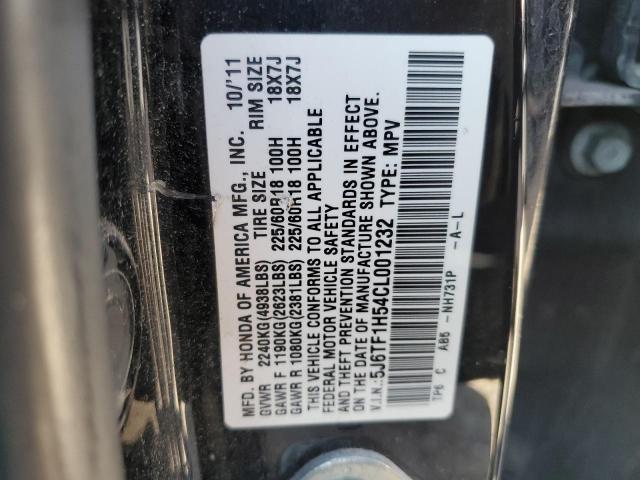 MFD. BY HONDA OF AMERICA MFG., INC. 10/'11
GVWR 2240KG(4938LBS) TIRE SIZE RIM SIZE
GAWR F 1190KG(2623LBS) 225/60R18 100H 18X7J
GAWR R 1080KG(2381LBS) 225/60R18 100H 18X7J
THIS VEHICLE CONFORMS TO ALL APPLICABLE
FEDERAL MOTOR VEHICLE SAFETY
AND THEFT PREVENTION STANDARDS IN EFFECT
ON THE DATE OF MANUFACTURE SHOWN ABOVE.
V.I.N.:5J6TF1H54CL001232 TYPE: MPV
TP6 C A85 -NH731P -A-L